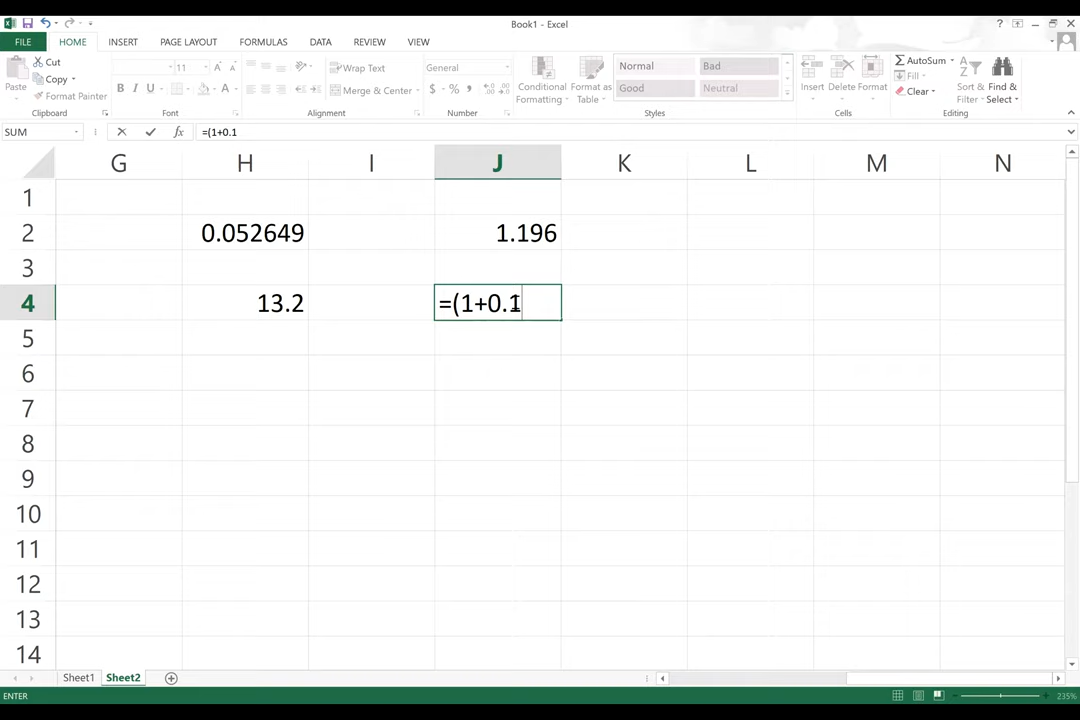 Book1 - Excel
FILE HOME INSERT PAGE LAYOUT FORMULAS DATA REVIEW VIEW
Paste
Cut
Copy
Format Painter
Clipboard
11 A A
B I U A
Font
Wrap Text
Merge & Center
Alignment
General
$ % ,
Number
Conditional
Formatting
Format as
Table
Normal Bad
Good Neutral
Styles
Insert Delete Format
Cells
AutoSum
Fill
Clear
Sort &
Filter
Find &
Select
Editing
SUM fx =(1+0.1
G H I J K L M N
1
2 0.052649 1.196
3
4 13.2 =(1+0.1
5
6
7
8
9
10
11
12
13
14
Sheet1 Sheet2
ENTER 235%